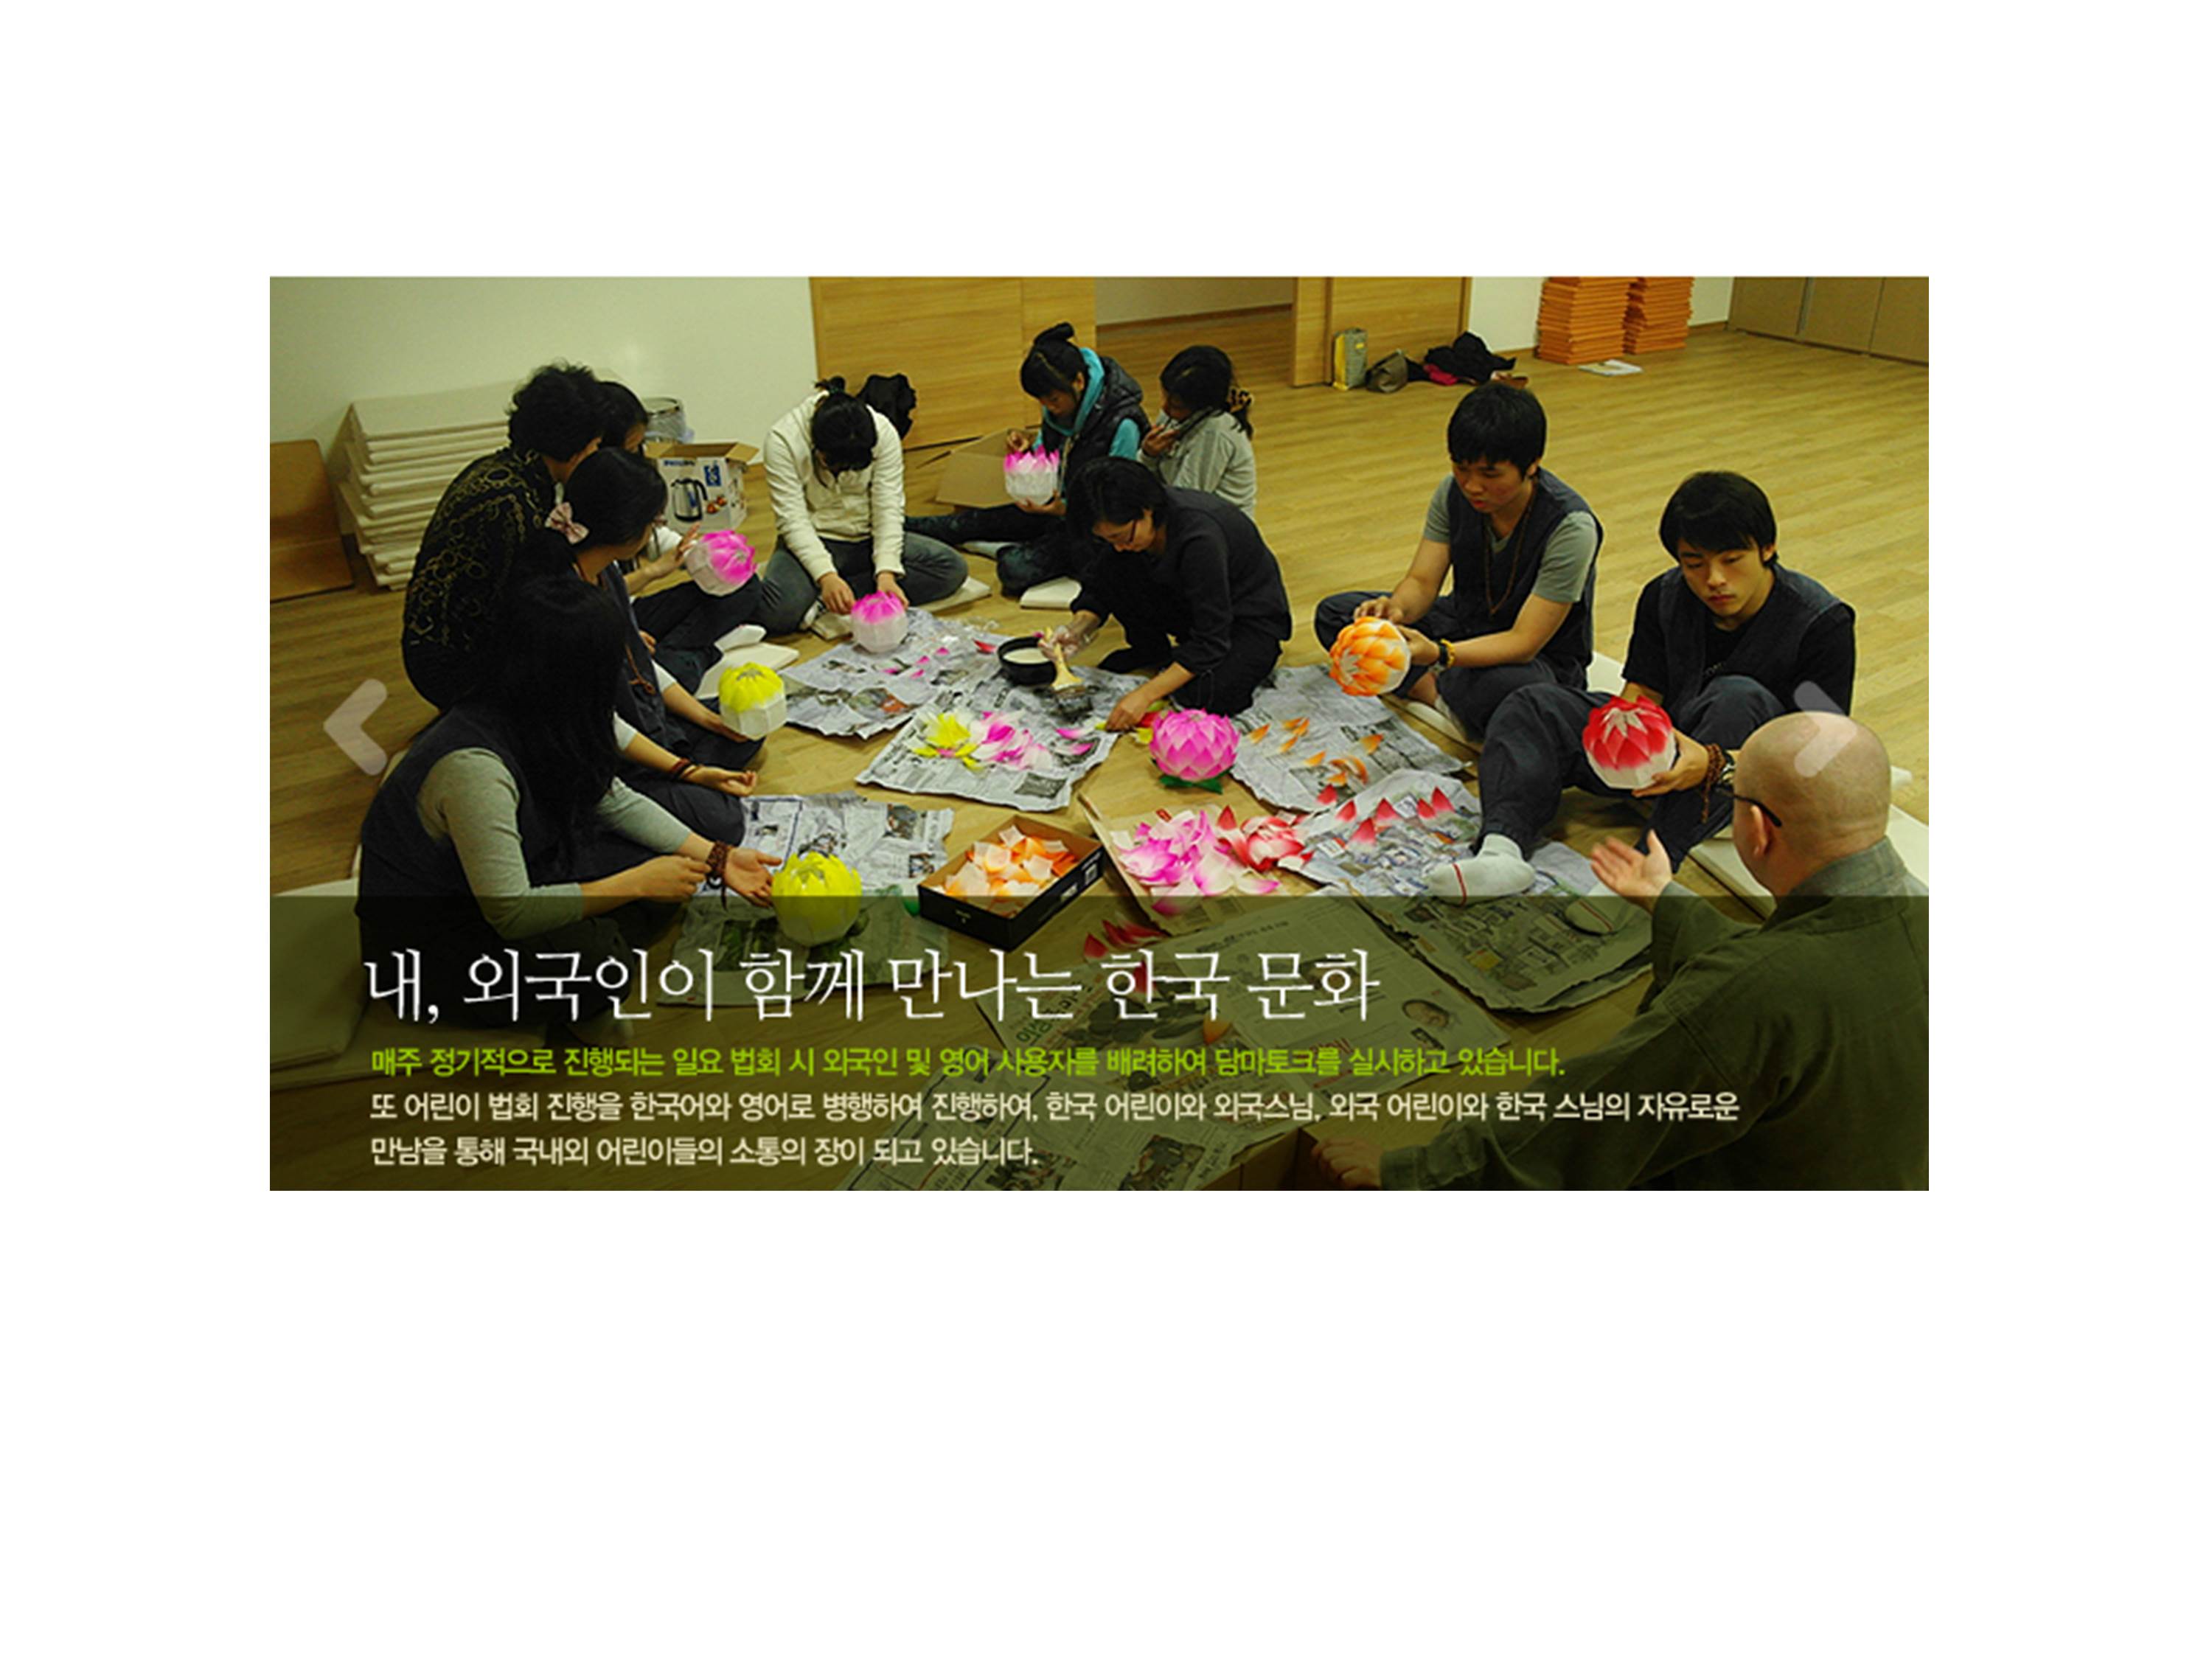 내, 외국인이 함께 만나는 한국 문화
매주 정기적으로 진행되는 일요 법회 시 외국인 및 영어 사용자를 배려하여 담마토크를 실시하고 있습니다.
또 어린이 법회 진행을 한국어와 영어로 병행하여 진행하여, 한국 어린이와 외국스님, 외국 어린이와 한국 스님의 자유로운
만남을 통해 국내외 어린이들의 소통의 장이 되고 있습니다.